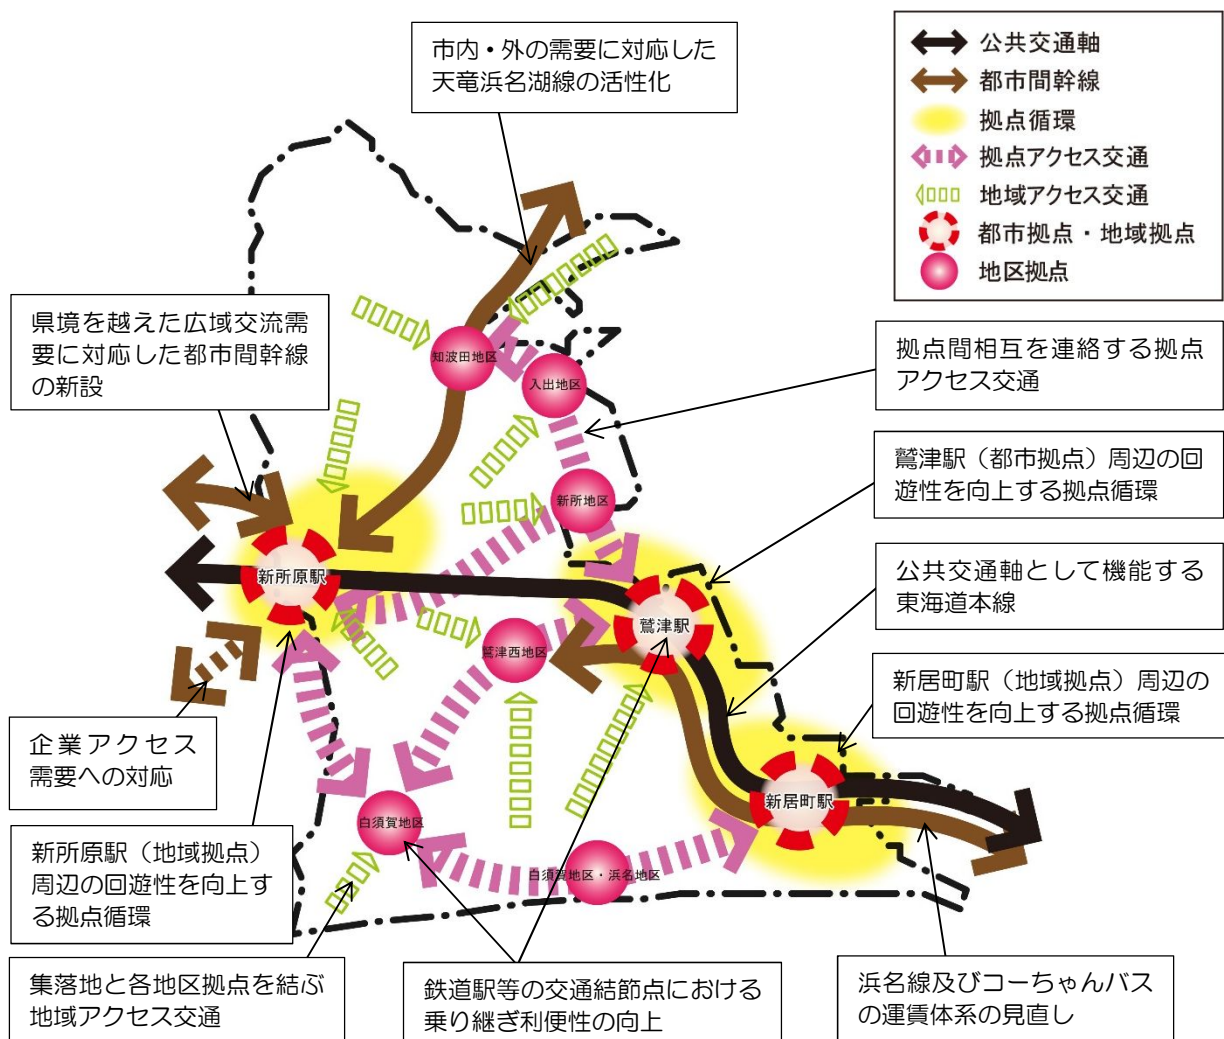 市内・外の需要に対応した
天竜浜名湖線の活性化
公共交通軸
都市間幹線
拠点循環
拠点アクセス交通
地域アクセス交通
都市拠点・地域拠点
地区拠点
県境を越えた広域交流需
要に対応した都市間幹線
の新設
拠点間相互を連絡する拠点
アクセス交通
鷲津駅（都市拠点）周辺の回
遊性を向上する拠点循環
公共交通軸として機能する
東海道本線
新居町駅（地域拠点）周辺の
回遊性を向上する拠点循環
知波田地区
入出地区
新所地区
新所原駅
鷲津駅
鷲津西地区
新居町駅
白須賀地区
白須賀地区・浜名地区
企業アクセス
需要への対応
新所原駅（地域拠点）
周辺の回遊性を向上す
る拠点循環
集落地と各地区拠点を結ぶ
地域アクセス交通
鉄道駅等の交通結節点における
乗り継ぎ利便性の向上
浜名線及びコーちゃんバス
の運賃体系の見直し